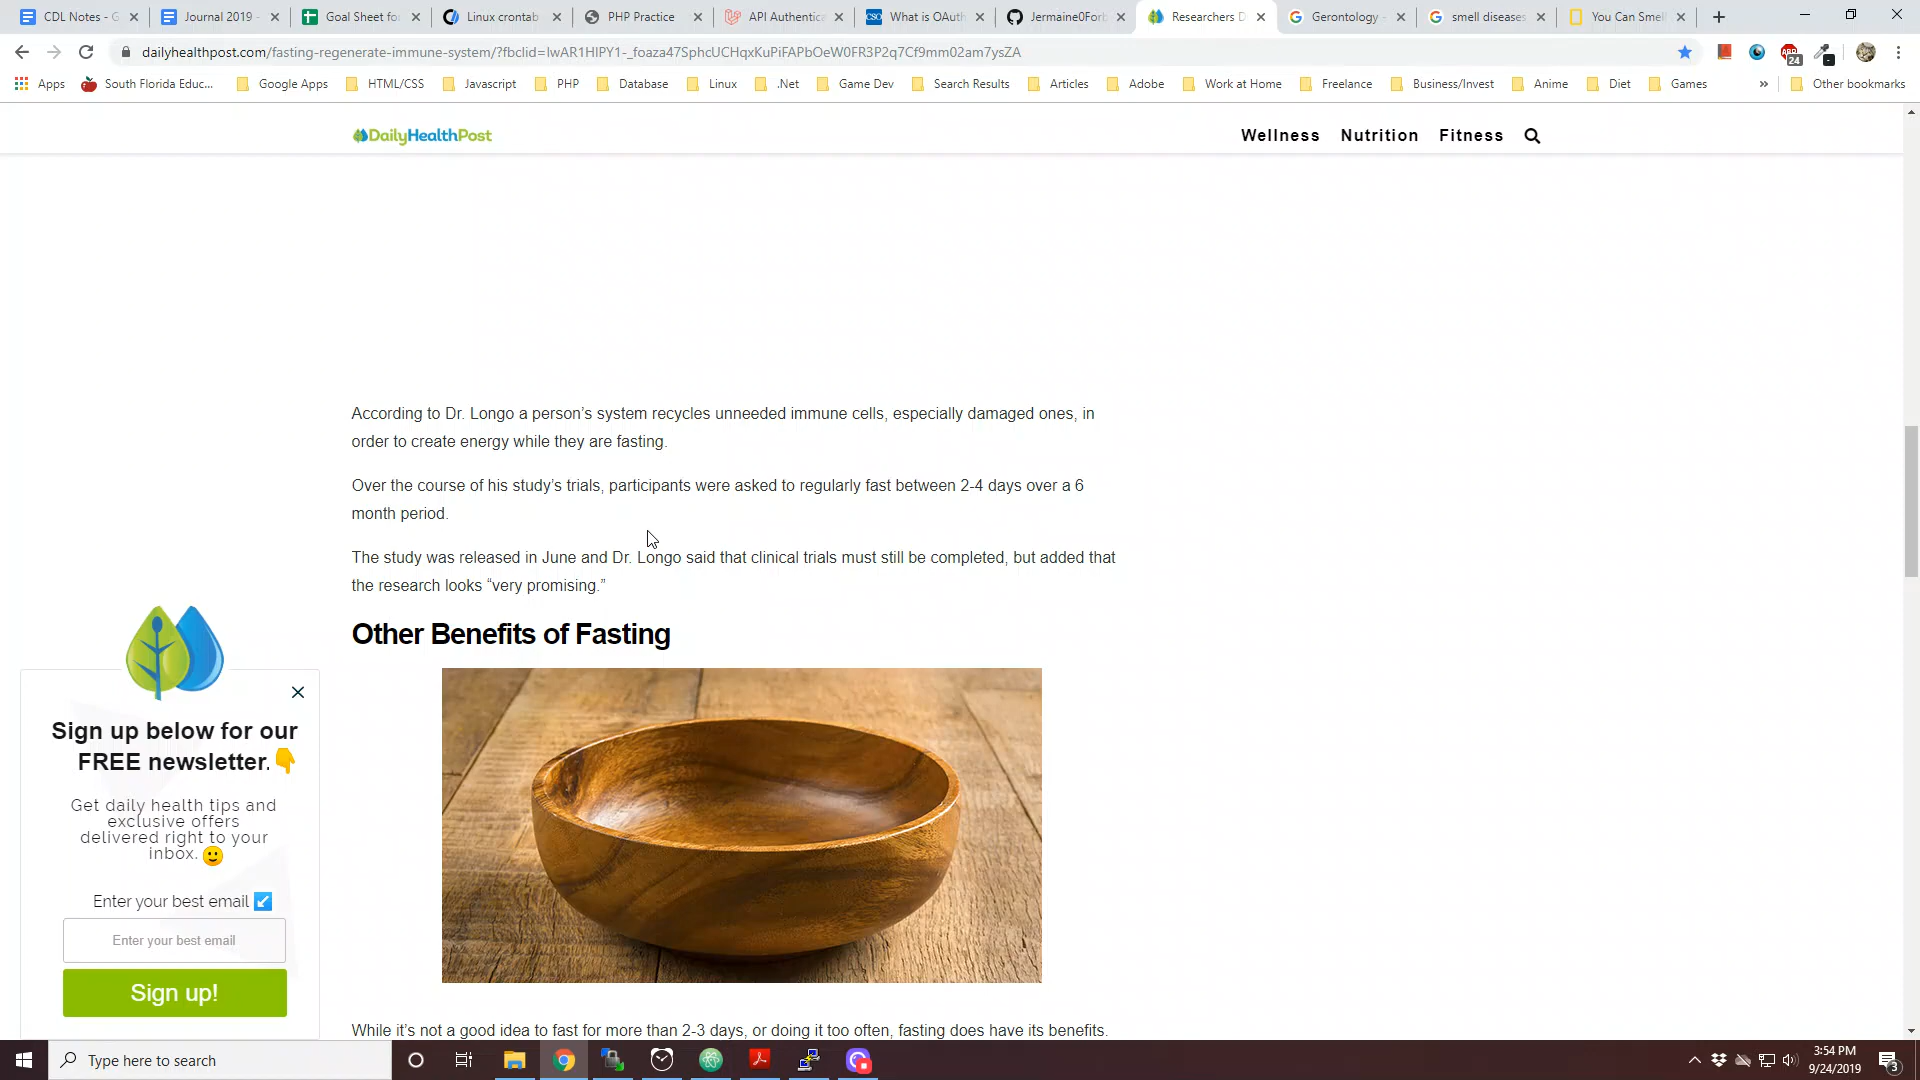 CDL Notes - G
Journal 2019 -
Goal Sheet fo
Linux crontab
PHP Practice
API Authentica
CSO
What is OAuth
Jermaine0Forb
Researchers D
Gerontology -
smell diseases
You Can Smell
dailyhealthpost.com/fasting-regenerate-immune-system/?fbclid=IwAR1HIPY1-_foaza47SphcUCHqxKuPiFAPbOeW0FR3P2q7Cf9mm02am7ysZA
ABP
24
Apps
South Florida Educ...
Google Apps
HTML/CSS
Javascript
PHP
Database
Linux
.Net
Game Dev
Search Results
Articles
Adobe
Work at Home
Freelance
Business/Invest
Anime
Diet
Games
»
Other bookmarks
DailyHealthPost
Wellness
Nutrition
Fitness
According to Dr. Longo a person’s system recycles unneeded immune cells, especially damaged ones, in
order to create energy while they are fasting.
Over the course of his study’s trials, participants were asked to regularly fast between 2-4 days over a 6
month period.
The study was released in June and Dr. Longo said that clinical trials must still be completed, but added that
the research looks “very promising.”
Other Benefits of Fasting
Sign up below for our
FREE newsletter.👇
Get daily health tips and
exclusive offers
delivered right to your
inbox. 🙂
Enter your best email ↙️
Enter your best email
Sign up!
While it’s not a good idea to fast for more than 2-3 days, or doing it too often, fasting does have its benefits.
Type here to search
3:54 PM
9/24/2019
3